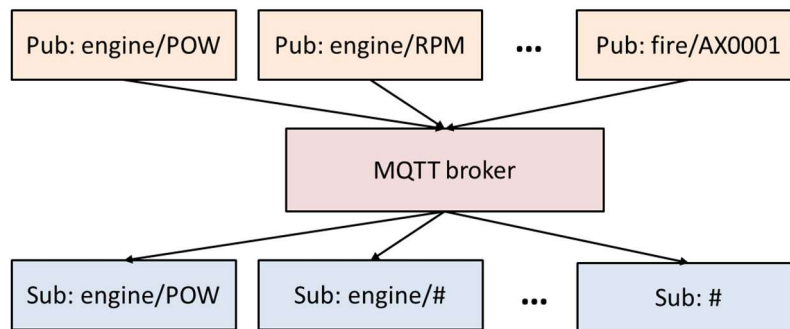 Pub: engine/POW
Pub: engine/RPM
...
Pub: fire/AX0001
MQTT broker
Sub: engine/POW
Sub: engine/#
...
Sub: #